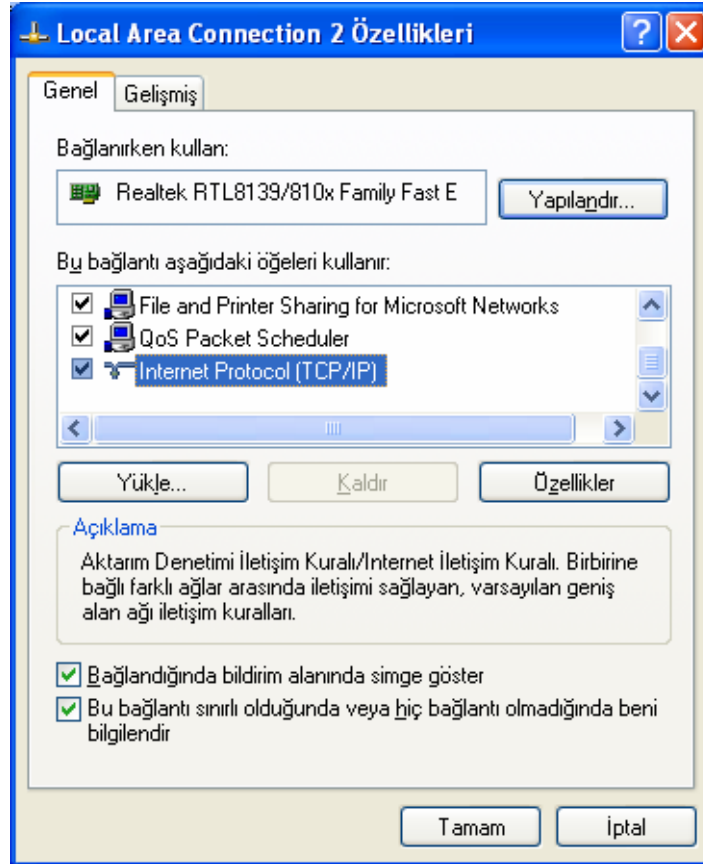 Local Area Connection 2 Özellikleri
Genel
Gelişmiş
Bağlanırken kullan:
Realtek RTL8139/810x Family Fast E
Yapılandır...
Bu bağlantı aşağıdaki öğeleri kullanır:
File and Printer Sharing for Microsoft Networks
QoS Packet Scheduler
Internet Protocol (TCP/IP)
Yükle...
Kaldır
Özellikler
Açıklama
Aktarım Denetimi İletişim Kuralı/Internet İletişim Kuralı. Birbirine
bağlı farklı ağlar arasında iletişimi sağlayan, varsayılan geniş
alan ağı iletişim kuralları.
Bağlandığında bildirim alanında simge göster
Bu bağlantı sınırlı olduğunda veya hiç bağlantı olmadığında beni
bilgilendir
Tamam
İptal